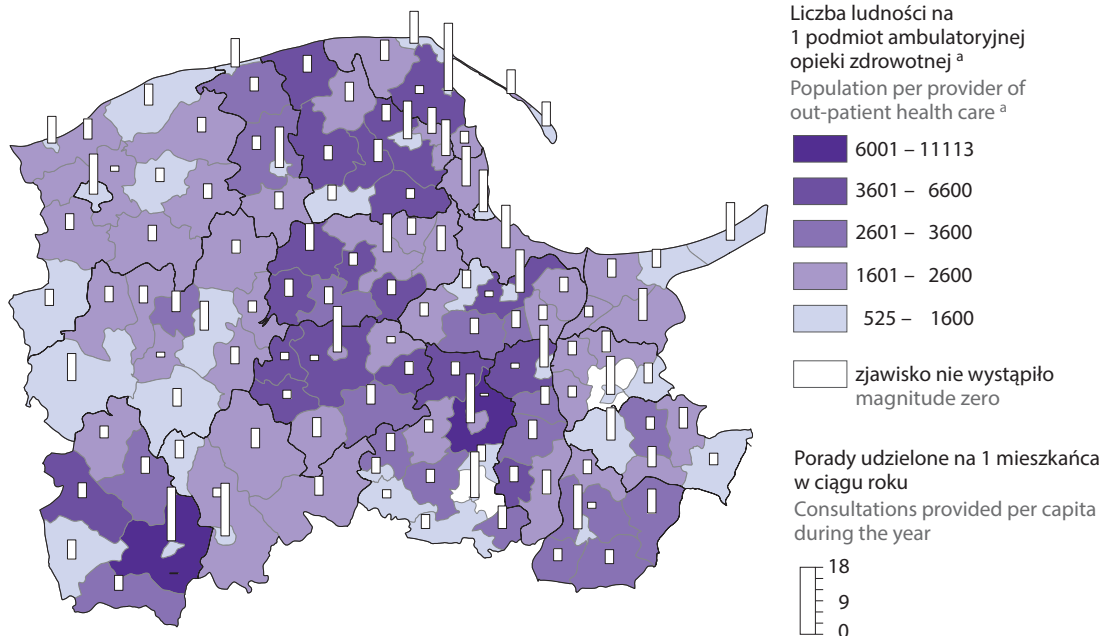 Liczba ludności na
1 podmiot ambulatoryjnej
opieki zdrowotnej ᵃ
Population per provider of
out-patient health care ᵃ
6001 – 11113
3601 – 6600
2601 – 3600
1601 – 2600
525 – 1600
zjawisko nie wystąpiło
magnitude zero
Porady udzielone na 1 mieszkańca
w ciągu roku
Consultations provided per capita
during the year
18
9
0